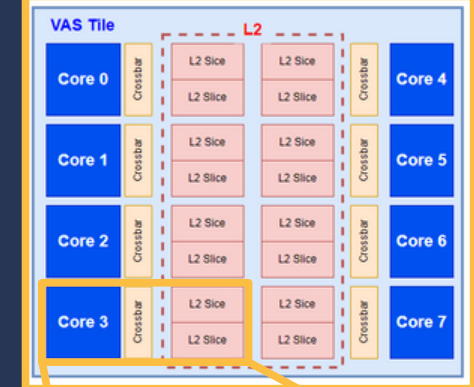 VAS Tile
L2
Core 0
Crossbar
L2 Sice
L2 Sice
Crossbar
Core 4
L2 Slice
L2 Slice
Core 1
Crossbar
L2 Sice
L2 Sice
Crossbar
Core 5
L2 Slice
L2 Slice
Core 2
Crossbar
L2 Sice
L2 Sice
Crossbar
Core 6
L2 Slice
L2 Slice
Core 3
Crossbar
L2 Sice
L2 Sice
Crossbar
Core 7
L2 Slice
L2 Slice